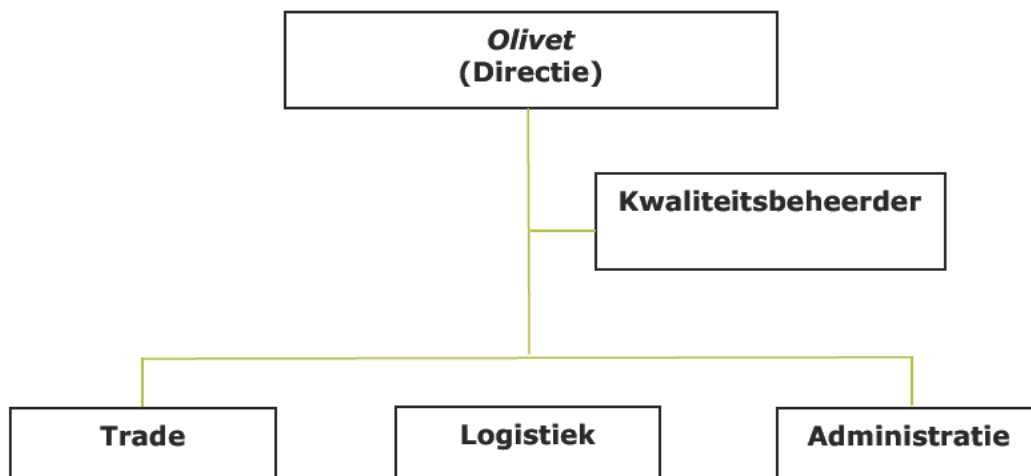 Olivet
(Directie)
Kwaliteitsbeheerder
Trade
Logistiek
Administratie